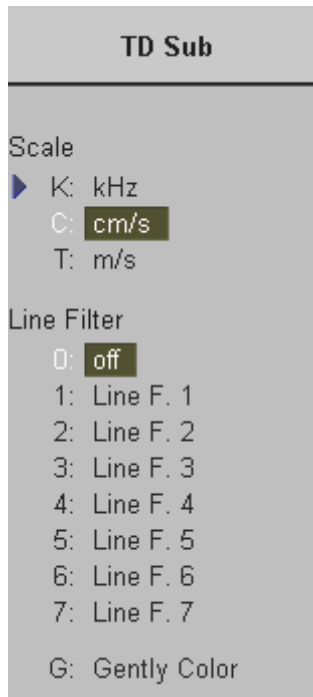 TD Sub
Scale
K: kHz
C: cm/s
T: m/s
Line Filter
0: off
1: Line F. 1
2: Line F. 2
3: Line F. 3
4: Line F. 4
5: Line F. 5
6: Line F. 6
7: Line F. 7
G: Gently Color